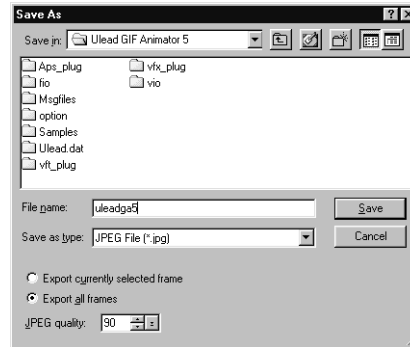 Save As
Save in: Ulead GIF Animator 5
Aps_plug
fio
Msgfiles
option
Samples
Ulead.dat
vft_plug
vfx_plug
vio
File name: uleadga5
Save
Save as type: JPEG File (*.jpg)
Cancel
Export currently selected frame
Export all frames
JPEG quality: 90